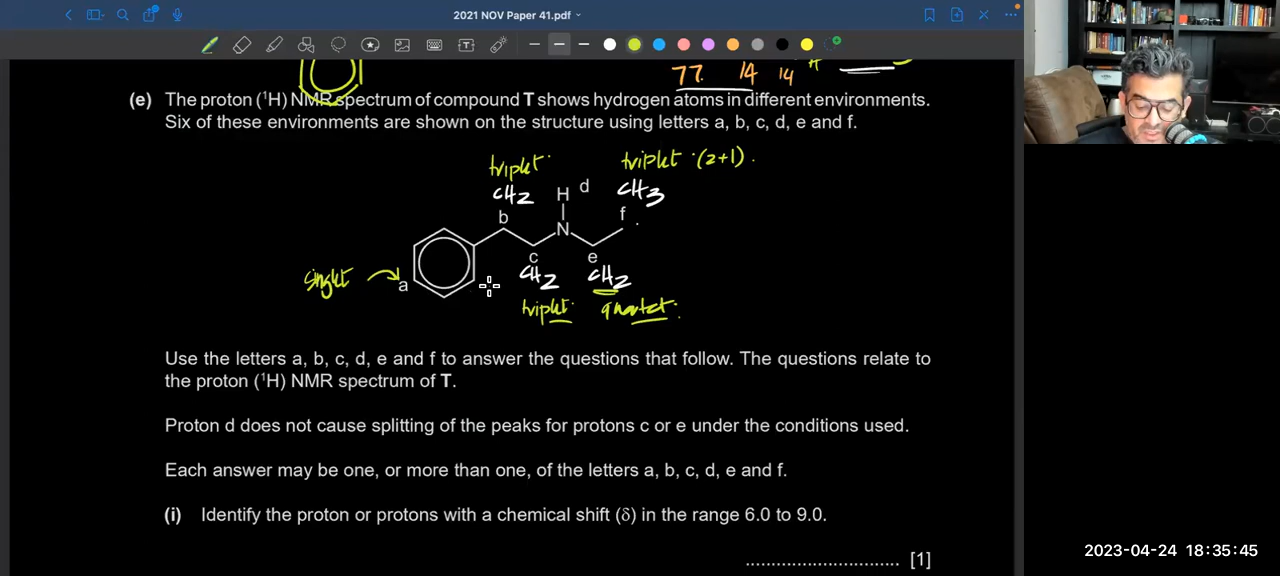 2021 NOV Paper 41.pdf
77. 14 14 H
(e) The proton (¹H) NMR spectrum of compound T shows hydrogen atoms in different environments.
Six of these environments are shown on the structure using letters a, b, c, d, e and f.
triplet triplet (2+1).
CH2 H d CH3
b f
N
c e
singlet a CH2 CH2
triplet quartet.
Use the letters a, b, c, d, e and f to answer the questions that follow. The questions relate to
the proton (¹H) NMR spectrum of T.
Proton d does not cause splitting of the peaks for protons c or e under the conditions used.
Each answer may be one, or more than one, of the letters a, b, c, d, e and f.
(i) Identify the proton or protons with a chemical shift (δ) in the range 6.0 to 9.0.
.............................. [1]
2023-04-24 18:35:45